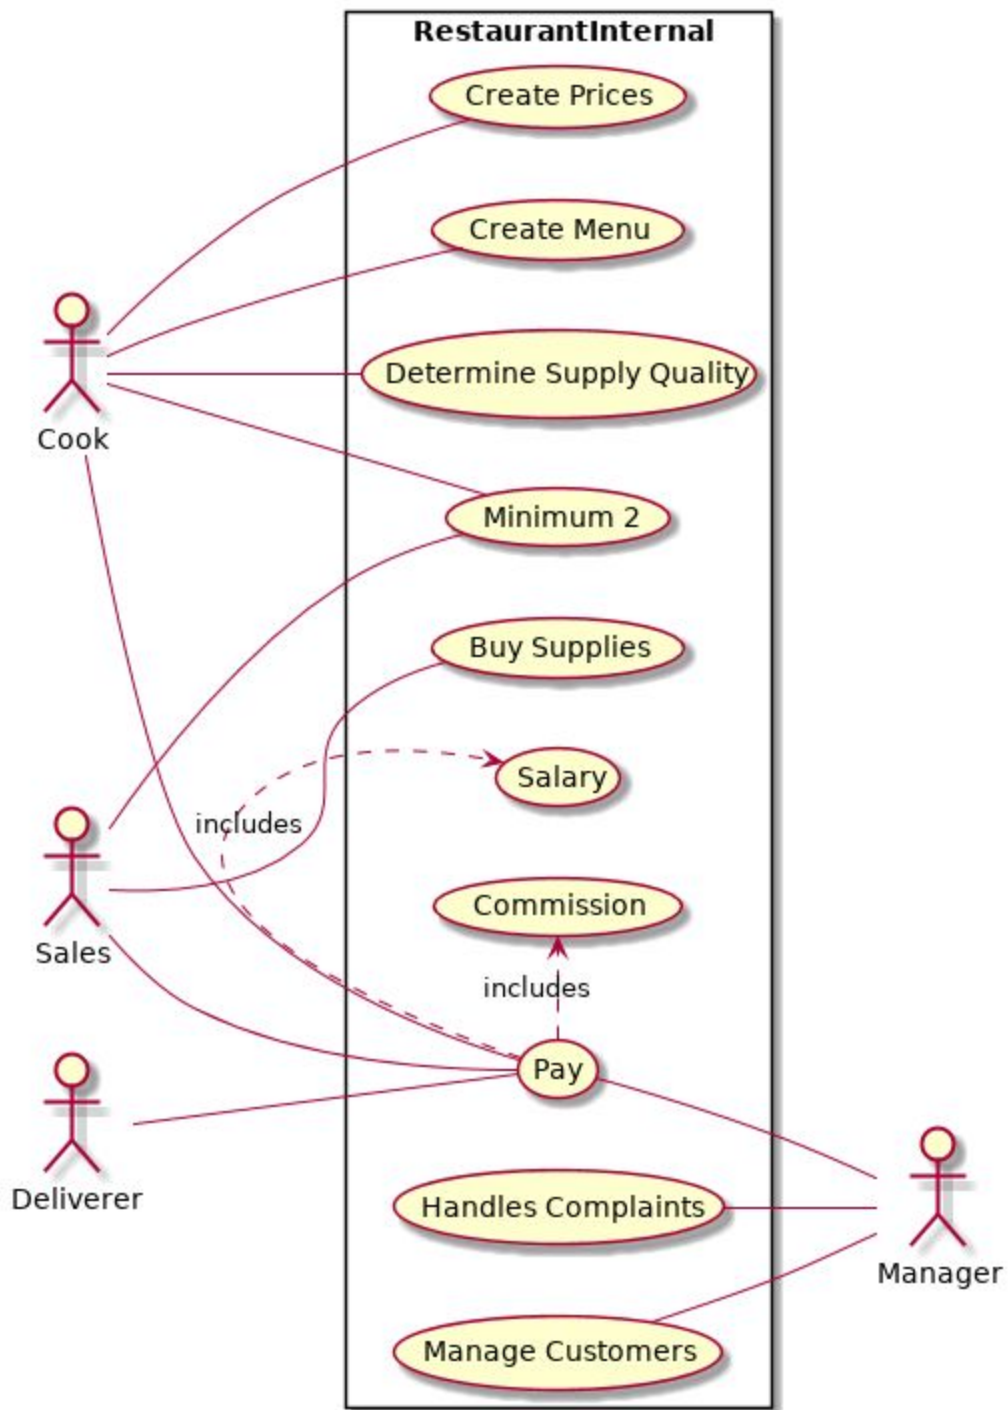 RestaurantInternal
Create Prices
Create Menu
Determine Supply Quality
Cook
Minimum 2
Buy Supplies
Salary
includes
Commission
Sales
includes
Pay
Deliverer
Handles Complaints
Manager
Manage Customers